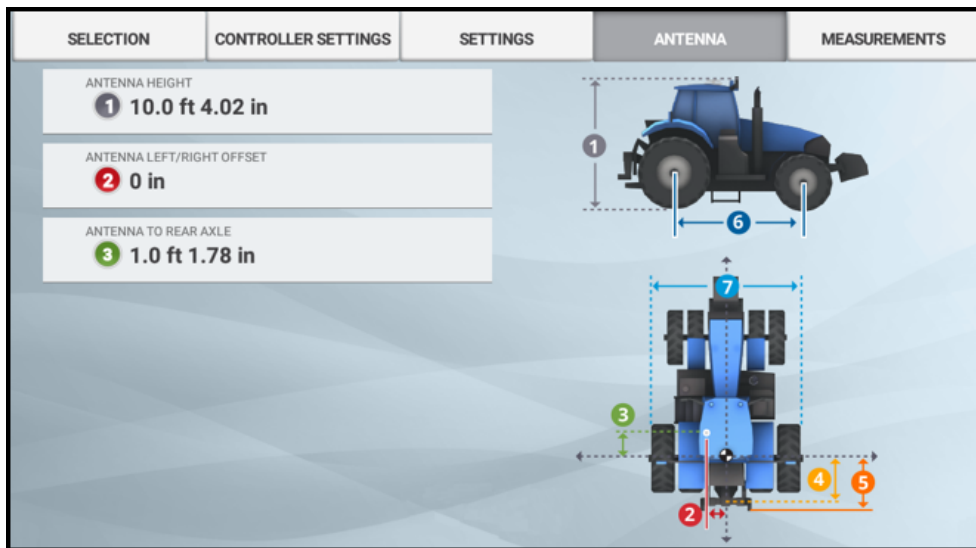 SELECTION
CONTROLLER SETTINGS
SETTINGS
ANTENNA
MEASUREMENTS
ANTENNA HEIGHT
1 10.0 ft 4.02 in
ANTENNA LEFT/RIGHT OFFSET
2 0 in
ANTENNA TO REAR AXLE
3 1.0 ft 1.78 in
1
6
7
3
4
5
2